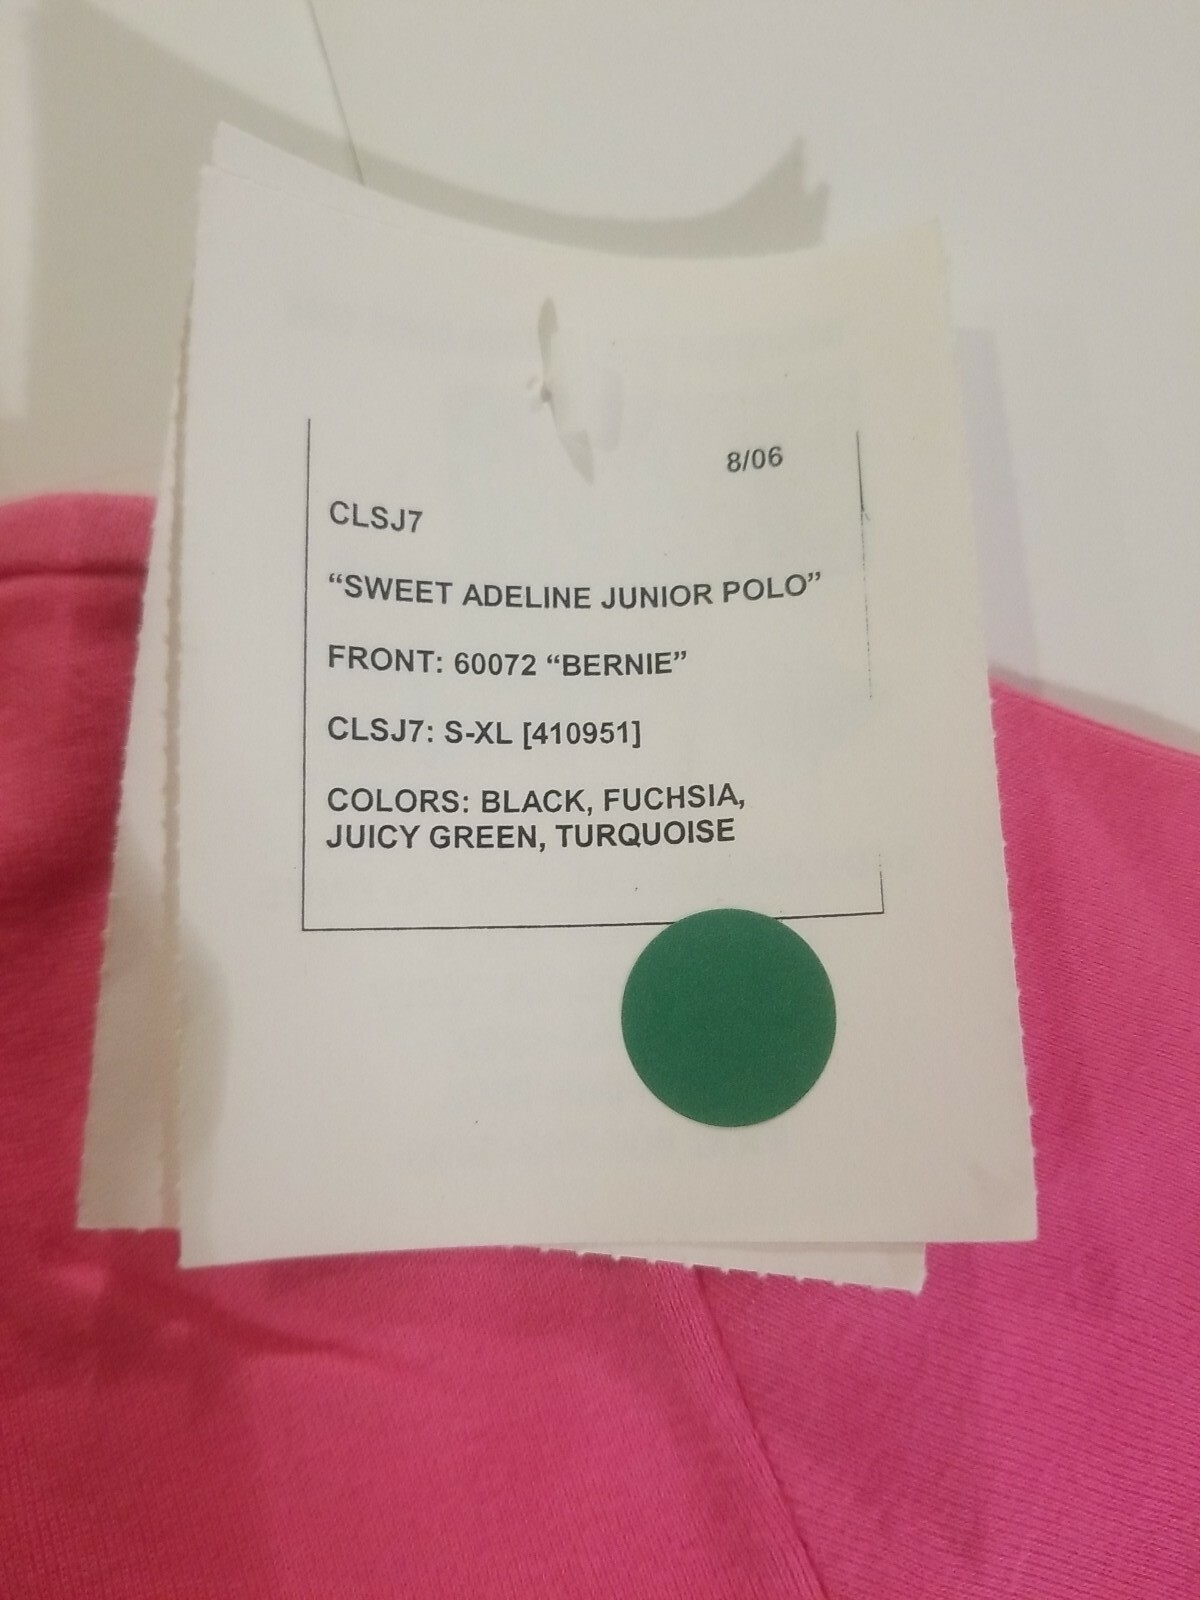 8/06
CLSJ7
“SWEET ADELINE JUNIOR POLO”
FRONT: 60072 “BERNIE”
CLSJ7: S-XL [410951]
COLORS: BLACK, FUCHSIA,
JUICY GREEN, TURQUOISE